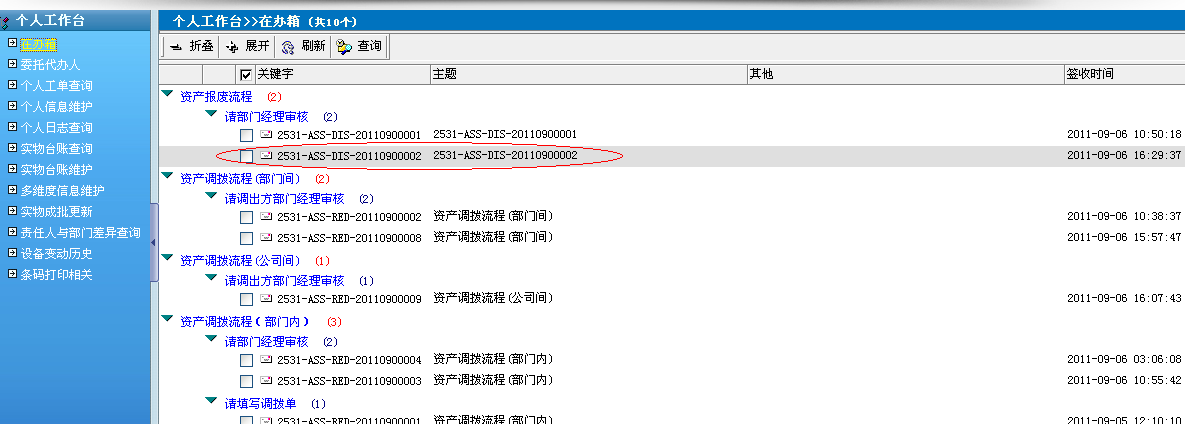 个人工作台
在办箱
委托代办人
个人工单查询
个人信息维护
个人日志查询
实物台账查询
实物台账维护
多维度信息维护
实物成批更新
责任人与部门差异查询
设备变动历史
条码打印相关
个人工作台>>在办箱 (共10个)
折叠 展开 刷新 查询
关键字 主题 其他 签收时间
资产报废流程 (2)
请部门经理审核 (2)
2531-ASS-DIS-20110900001 2531-ASS-DIS-20110900001 2011-09-06 10:50:18
2531-ASS-DIS-20110900002 2531-ASS-DIS-20110900002 2011-09-06 16:29:37
资产调拨流程(部门间) (2)
请调出方部门经理审核 (2)
2531-ASS-RED-20110900002 资产调拨流程(部门间) 2011-09-06 10:38:37
2531-ASS-RED-20110900008 资产调拨流程(部门间) 2011-09-06 15:57:47
资产调拨流程(公司间) (1)
请调出方部门经理审核 (1)
2531-ASS-RED-20110900009 资产调拨流程(公司间) 2011-09-06 16:07:43
资产调拨流程(部门内) (3)
请部门经理审核 (2)
2531-ASS-RED-20110900004 资产调拨流程(部门内) 2011-09-06 03:06:08
2531-ASS-RED-20110900003 资产调拨流程(部门内) 2011-09-06 10:55:42
请填写调拨单 (1)
2531-ASS-RED-20110900001 资产调拨流程(部门内) 2011-09-05 12:10:10